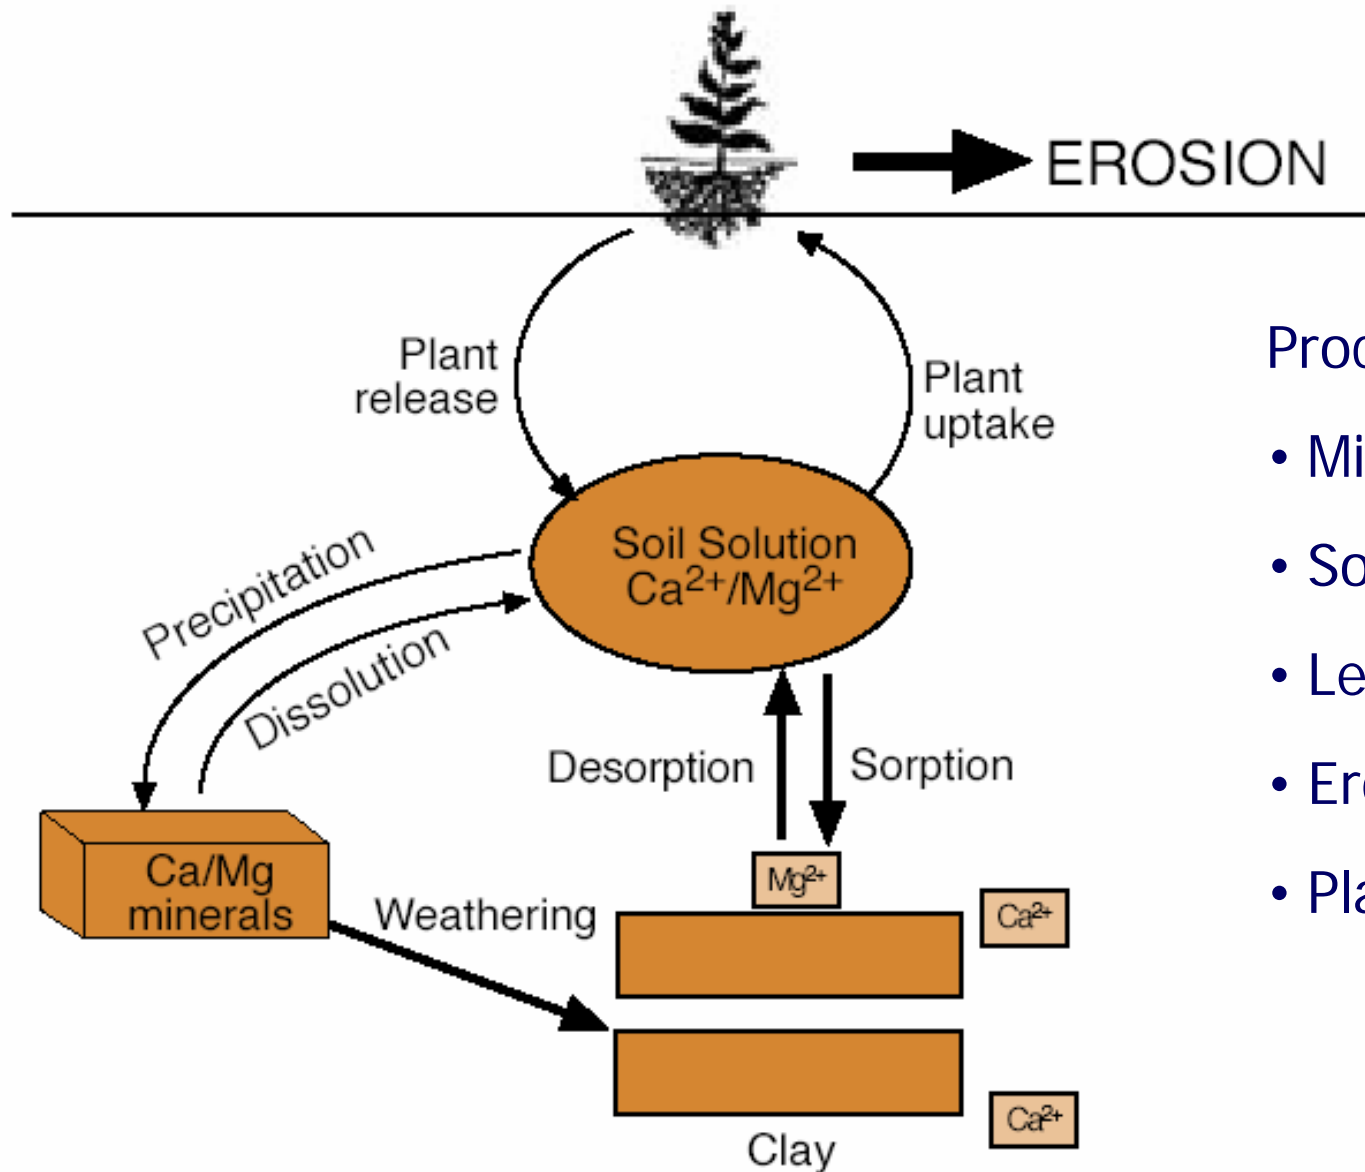 EROSION
Plant
release
Plant
uptake
Soil Solution
Ca²⁺/Mg²⁺
Precipitation
Dissolution
Desorption
Sorption
Mg²⁺
Ca²⁺
Ca/Mg
minerals
Weathering
Ca²⁺
Clay